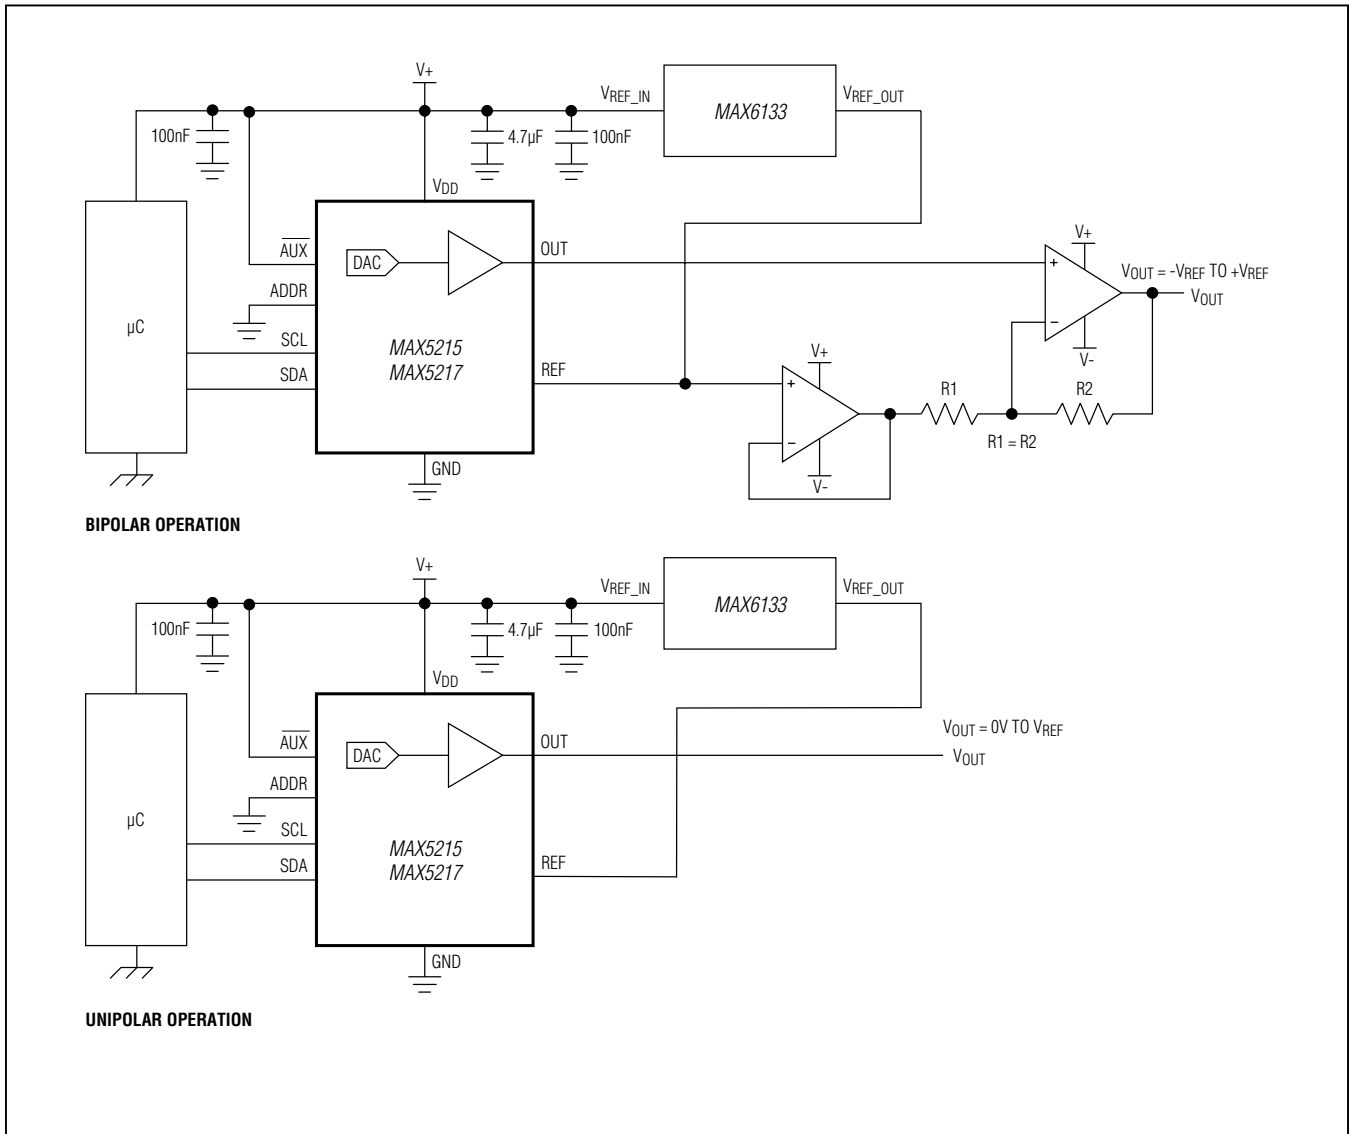 V+
VREF_IN
MAX6133
VREF_OUT
100nF
4.7µF
100nF
VDD
AUX
DAC
OUT
V+
VOUT = -VREF TO +VREF
+
VOUT
ADDR
µC
SCL
MAX5215
MAX5217
SDA
REF
−
V-
V+
+
R1
R2
−
R1 = R2
V-
GND
BIPOLAR OPERATION
V+
VREF_IN
MAX6133
VREF_OUT
100nF
4.7µF
100nF
VDD
AUX
DAC
OUT
VOUT = 0V TO VREF
VOUT
ADDR
µC
SCL
MAX5215
MAX5217
SDA
REF
GND
UNIPOLAR OPERATION